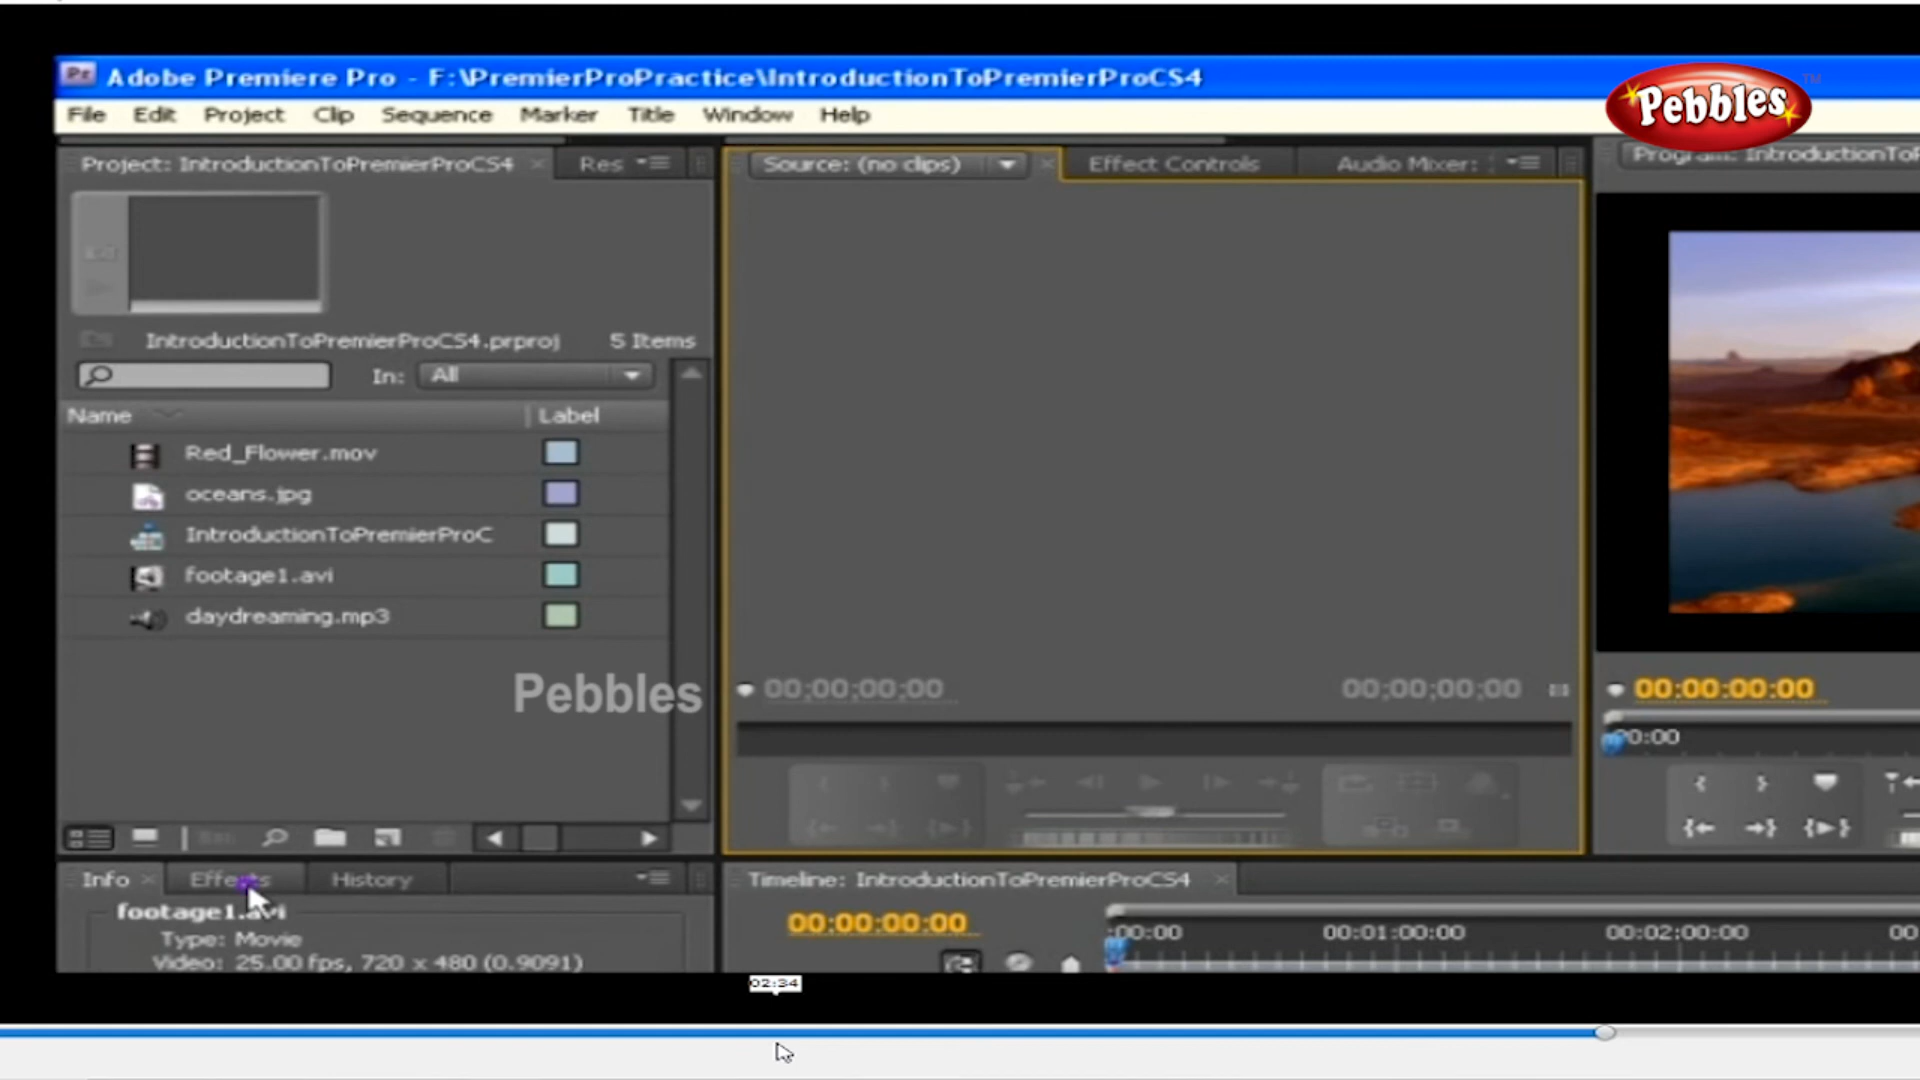 Adobe Premiere Pro - F:\PremierProPractice\IntroductionToPremierProCS4
Pebbles TM
File Edit Project Clip Sequence Marker Title Window Help
Project: IntroductionToPremierProCS4 Res
Source: (no clips) Effect Controls Audio Mixer:
Program: IntroductionToP
IntroductionToPremierProCS4.prproj 5 Items
In: All
Name Label
Red_Flower.mov
oceans.jpg
IntroductionToPremierProC
footage1.avi
daydreaming.mp3
Pebbles
00;00;00;00 00;00;00;00
00:00:00:00
00:00
Info Effects History
footage1.avi
Type: Movie
Video: 25.00 fps, 720 x 480 (0.9091)
Timeline: IntroductionToPremierProCS4
00:00:00:00
:00:00 00:01:00:00 00:02:00:00 00
02:34